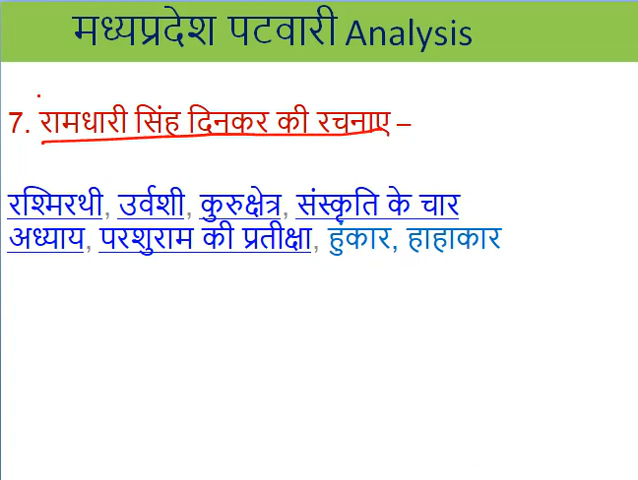 मध्यप्रदेश पटवारी Analysis
7. रामधारी सिंह दिनकर की रचनाए –
रश्मिरथी, उर्वशी, कुरुक्षेत्र, संस्कृति के चार
अध्याय, परशुराम की प्रतीक्षा, हुंकार, हाहाकार